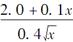 2. 0 + 0. 1x
0. 4√x